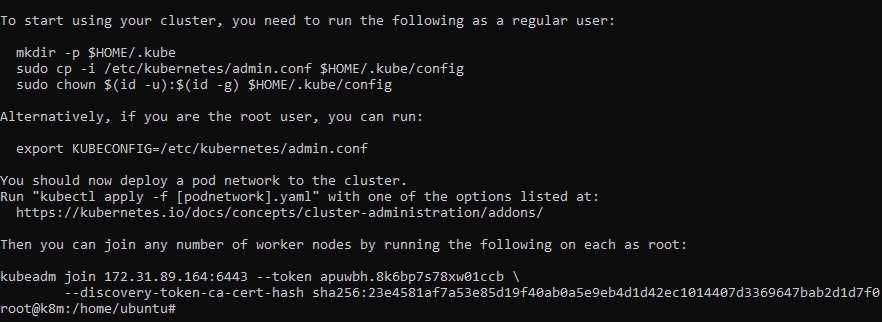 To start using your cluster, you need to run the following as a regular user:
mkdir -p $HOME/.kube
sudo cp -i /etc/kubernetes/admin.conf $HOME/.kube/config
sudo chown $(id -u):$(id -g) $HOME/.kube/config
Alternatively, if you are the root user, you can run:
export KUBECONFIG=/etc/kubernetes/admin.conf
You should now deploy a pod network to the cluster.
Run "kubectl apply -f [podnetwork].yaml" with one of the options listed at:
https://kubernetes.io/docs/concepts/cluster-administration/addons/
Then you can join any number of worker nodes by running the following on each as root:
kubeadm join 172.31.89.164:6443 --token apuwbh.8k6bp7s78xw01ccb \
--discovery-token-ca-cert-hash sha256:23e4581af7a53e85d19f40ab0a5e9eb4d1d42ec1014407d3369647bab2d1d7f0
root@k8m:/home/ubuntu#